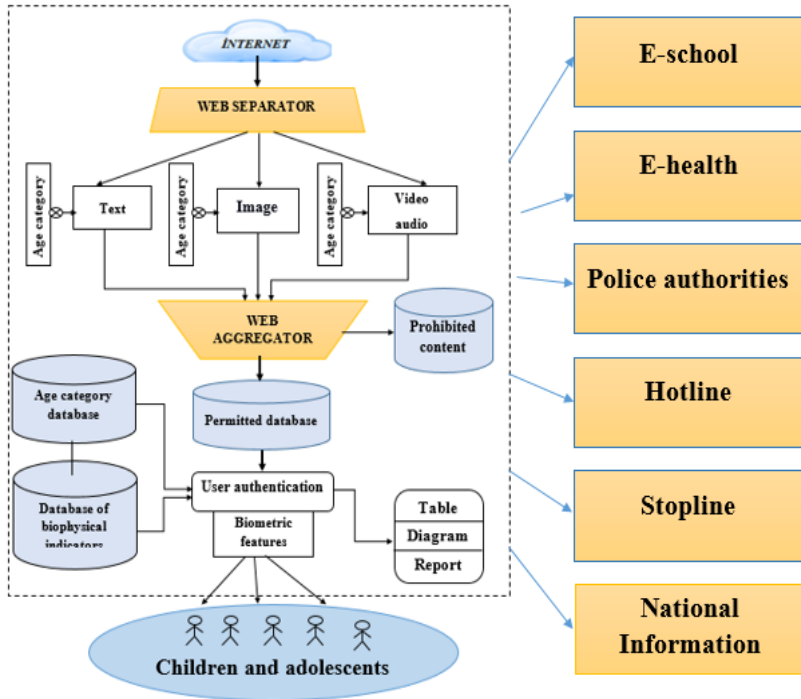 İNTERNET
WEB SEPARATOR
Age category
Text
Age category
Image
Age category
Video
audio
WEB
AGGREGATOR
Prohibited
content
Age category
database
Permitted database
Database of
biophysical
indicators
User authentication
Biometric
features
Table
Diagram
Report
Children and adolescents
E-school
E-health
Police authorities
Hotline
Stopline
National
Information